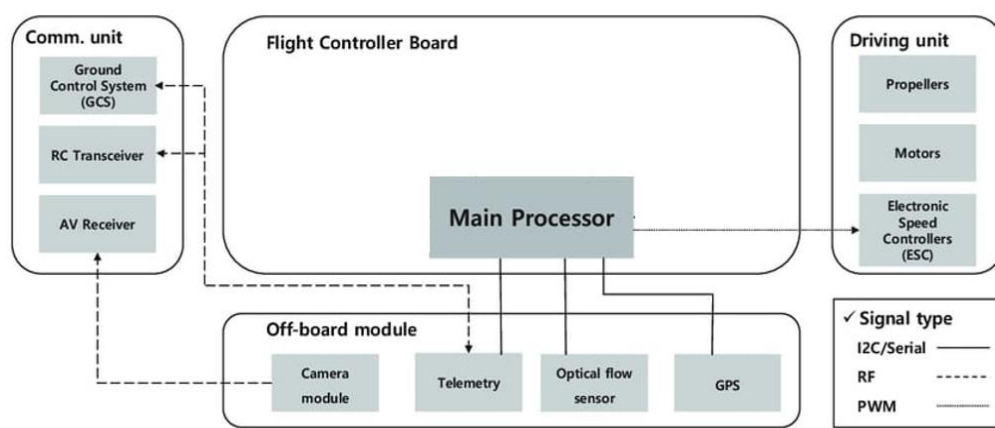 Comm. unit
Ground
Control System
(GCS)
RC Transceiver
AV Receiver
Flight Controller Board
Main Processor
Driving unit
Propellers
Motors
Electronic
Speed
Controllers
(ESC)
Off-board module
Camera
module
Telemetry
Optical flow
sensor
GPS
✓ Signal type
I2C/Serial
RF
PWM